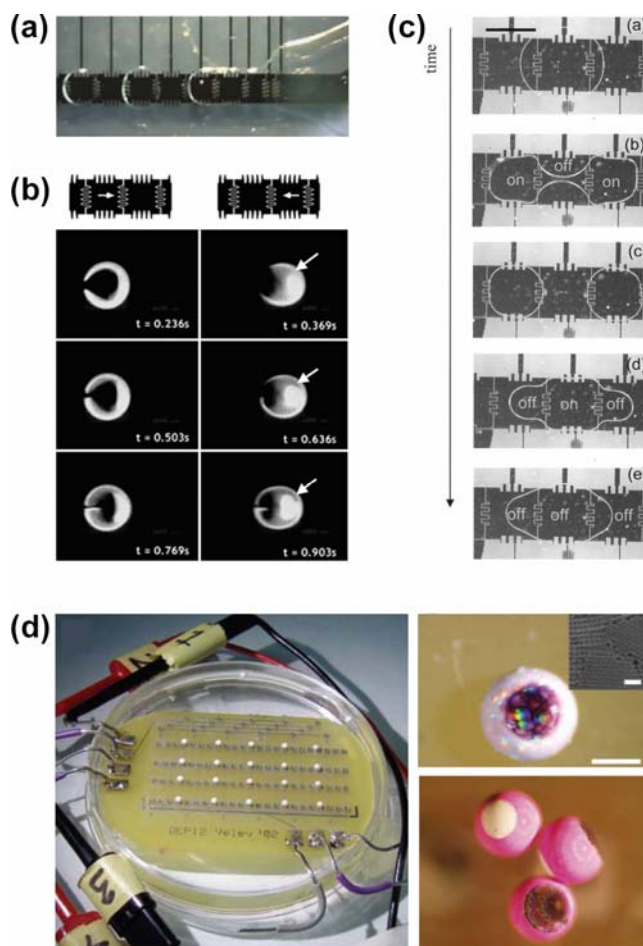 (a)
(b)
t = 0.236s
t = 0.369s
t = 0.503s
t = 0.636s
t = 0.769s
t = 0.903s
(c)
time
(a)
(b)
on
off
on
(c
(d)
off
on
off
(e)
off
off
off
(d)
DEP12 Velev '02
3